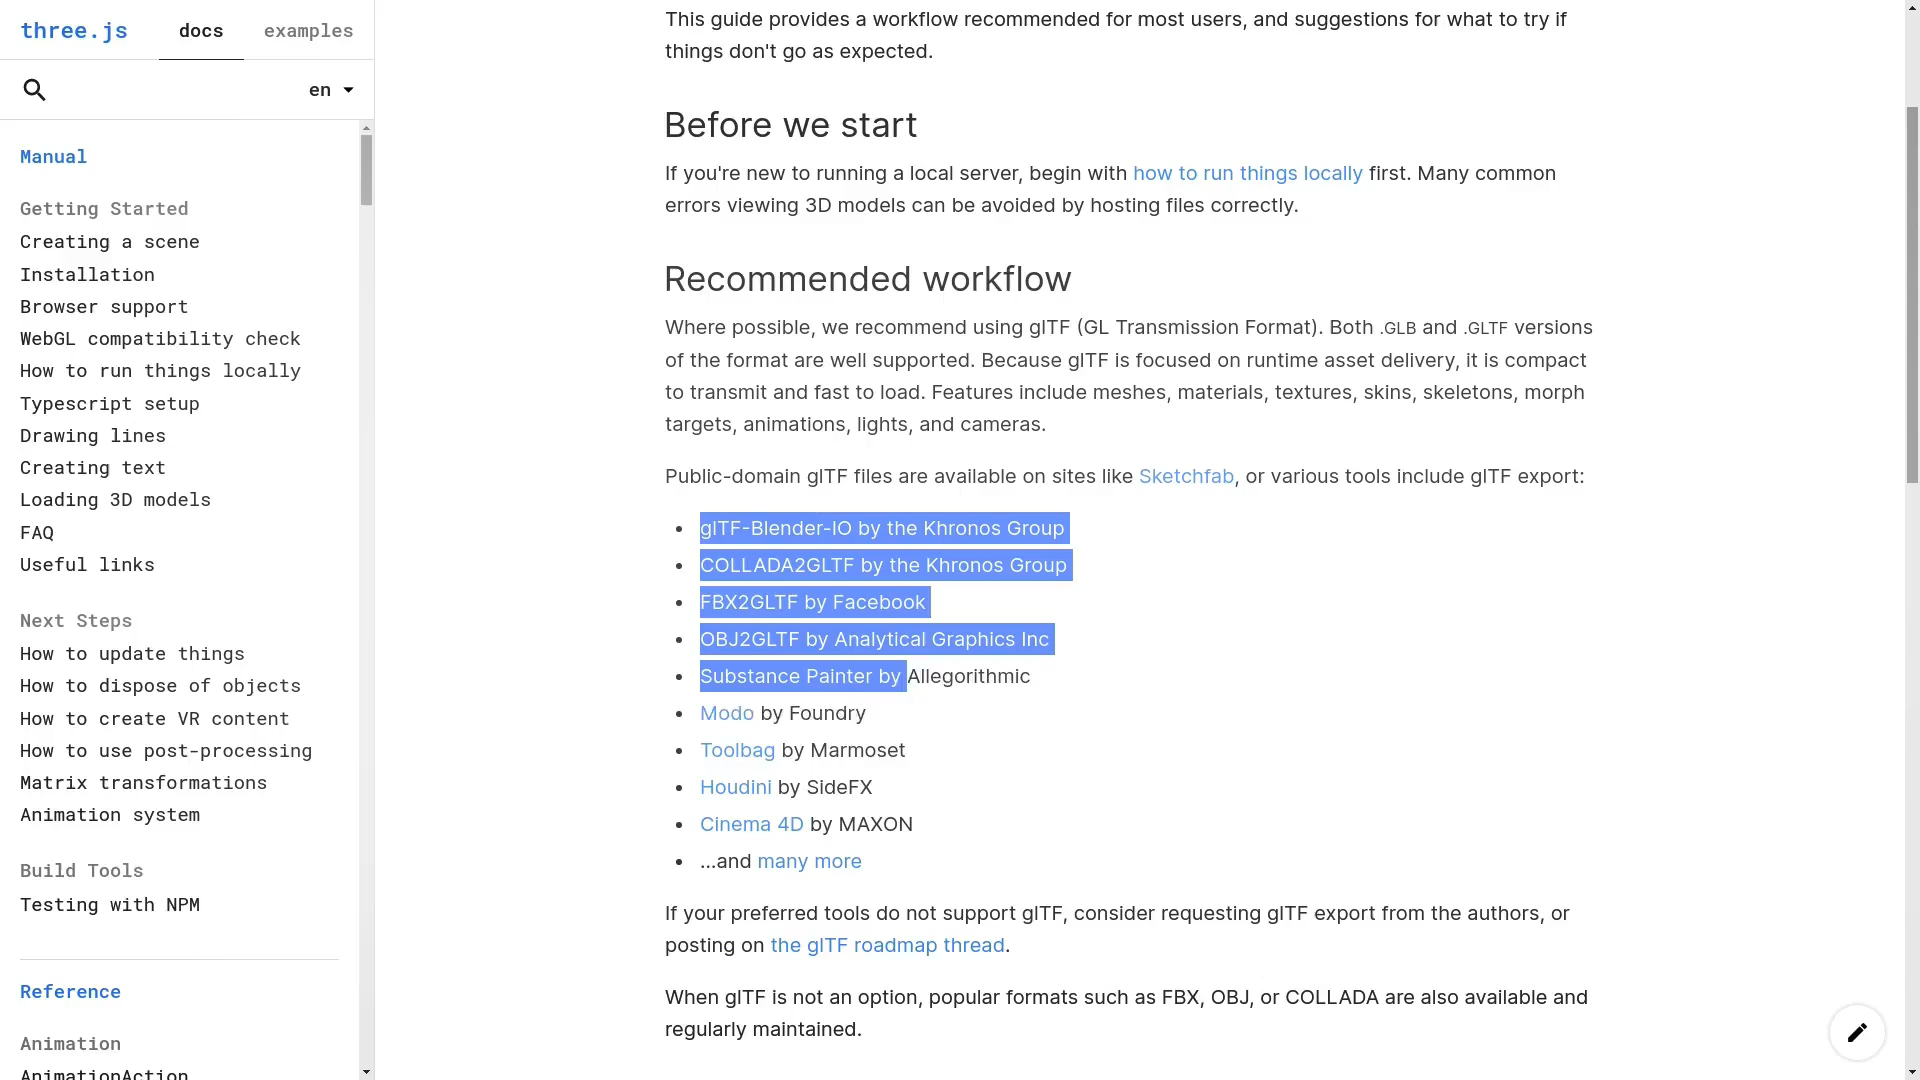 three.js docs examples
en
Manual
Getting Started
Creating a scene
Installation
Browser support
WebGL compatibility check
How to run things locally
Typescript setup
Drawing lines
Creating text
Loading 3D models
FAQ
Useful links
Next Steps
How to update things
How to dispose of objects
How to create VR content
How to use post-processing
Matrix transformations
Animation system
Build Tools
Testing with NPM
Reference
Animation
AnimationAction
This guide provides a workflow recommended for most users, and suggestions for what to try if
things don't go as expected.
Before we start
If you're new to running a local server, begin with how to run things locally first. Many common
errors viewing 3D models can be avoided by hosting files correctly.
Recommended workflow
Where possible, we recommend using glTF (GL Transmission Format). Both .GLB and .GLTF versions
of the format are well supported. Because glTF is focused on runtime asset delivery, it is compact
to transmit and fast to load. Features include meshes, materials, textures, skins, skeletons, morph
targets, animations, lights, and cameras.
Public-domain glTF files are available on sites like Sketchfab, or various tools include glTF export:
• glTF-Blender-IO by the Khronos Group
• COLLADA2GLTF by the Khronos Group
• FBX2GLTF by Facebook
• OBJ2GLTF by Analytical Graphics Inc
• Substance Painter by Allegorithmic
• Modo by Foundry
• Toolbag by Marmoset
• Houdini by SideFX
• Cinema 4D by MAXON
• ...and many more
If your preferred tools do not support glTF, consider requesting glTF export from the authors, or
posting on the glTF roadmap thread.
When glTF is not an option, popular formats such as FBX, OBJ, or COLLADA are also available and
regularly maintained.